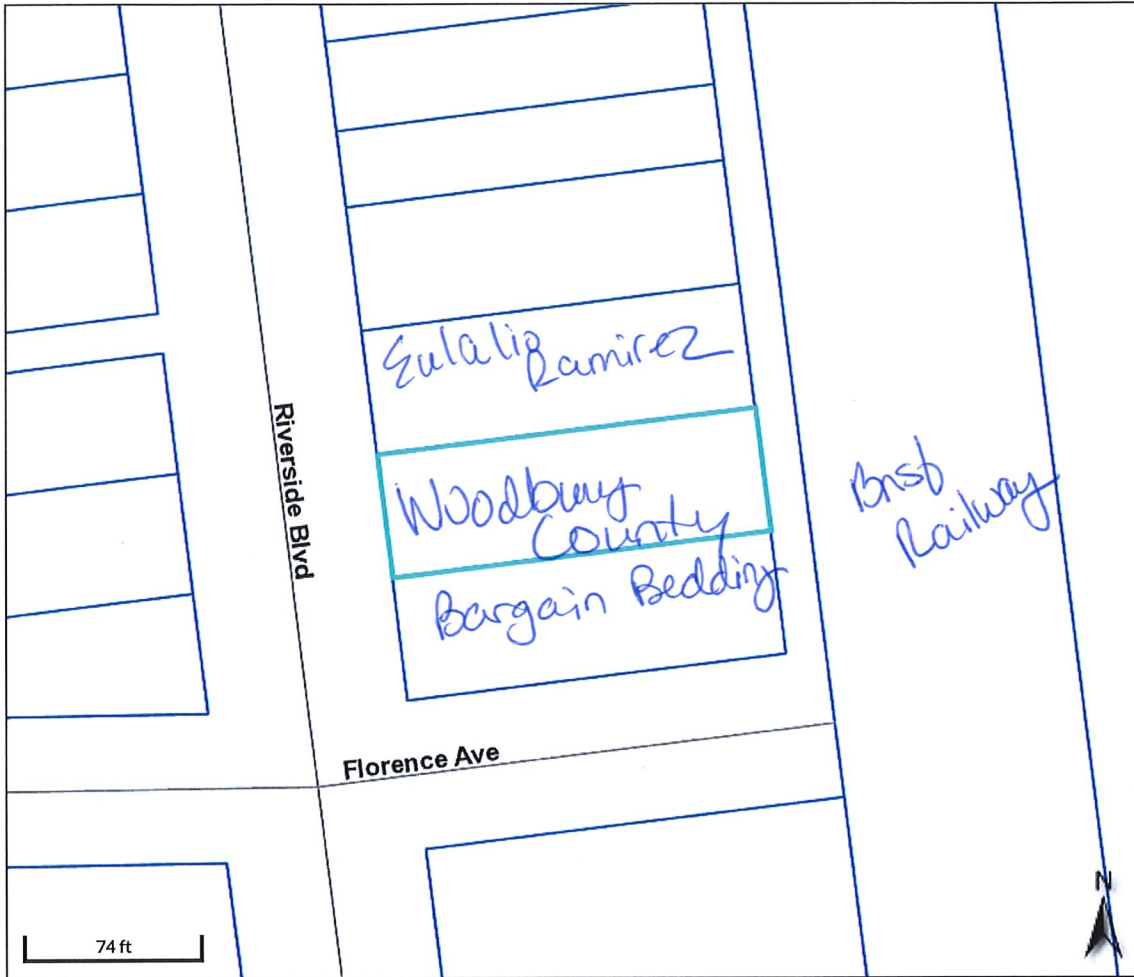 Eulalio
Ramirez
Riverside Blvd
Woodbury
County
Bnsf
Railway
Bargain Bedding
Florence Ave
74 ft
N